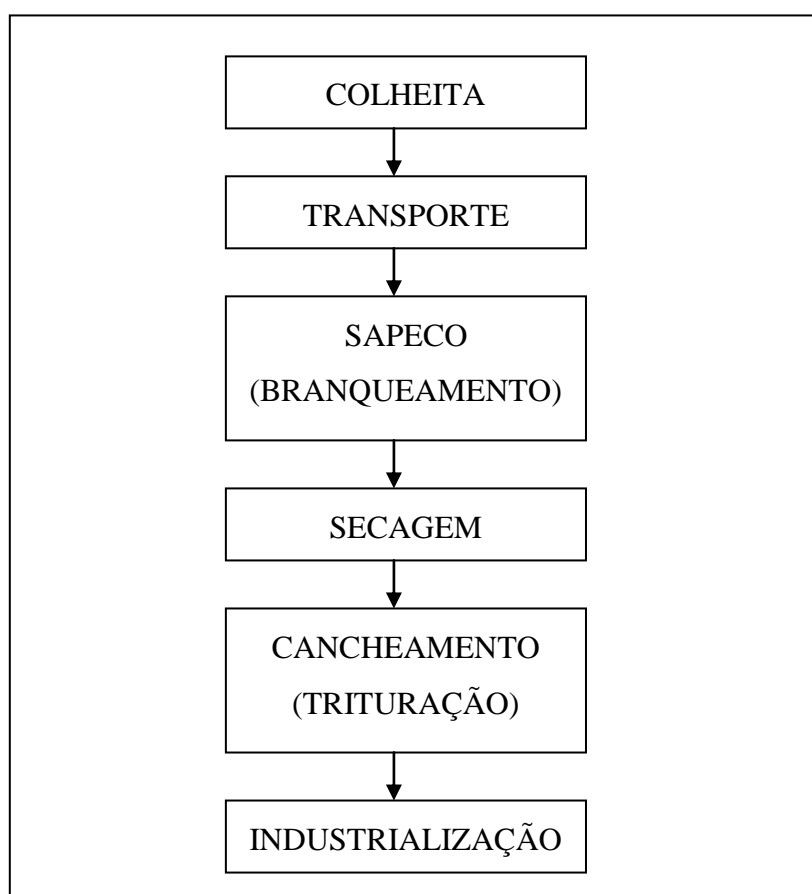 COLHEITA
TRANSPORTE
SAPECO
(BRANQUEAMENTO)
SECAGEM
CANCHEAMENTO
(TRITURAÇÃO)
INDUSTRIALIZAÇÃO